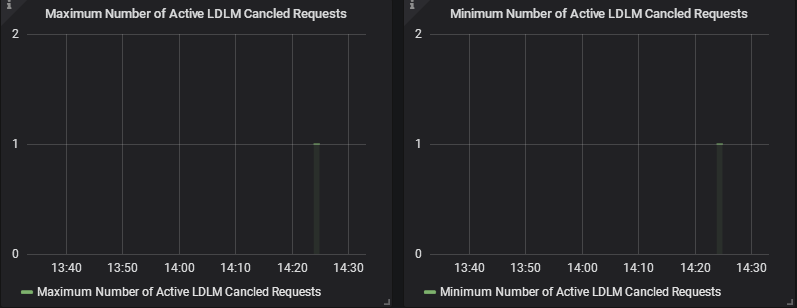 i
Maximum Number of Active LDLM Cancled Requests
2
1
0
13:40 13:50 14:00 14:10 14:20 14:30
Maximum Number of Active LDLM Cancled Requests
i
Minimum Number of Active LDLM Cancled Requests
2
1
0
13:40 13:50 14:00 14:10 14:20 14:30
Minimum Number of Active LDLM Cancled Requests